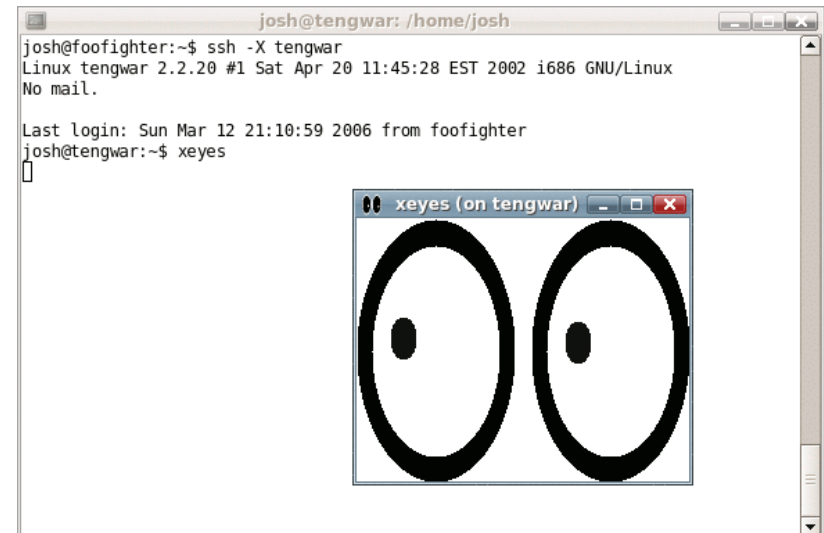 josh@tengwar: /home/josh
josh@foofighter:~$ ssh -X tengwar
Linux tengwar 2.2.20 #1 Sat Apr 20 11:45:28 EST 2002 i686 GNU/Linux
No mail.
Last login: Sun Mar 12 21:10:59 2006 from foofighter
josh@tengwar:~$ xeyes
xeyes (on tengwar)